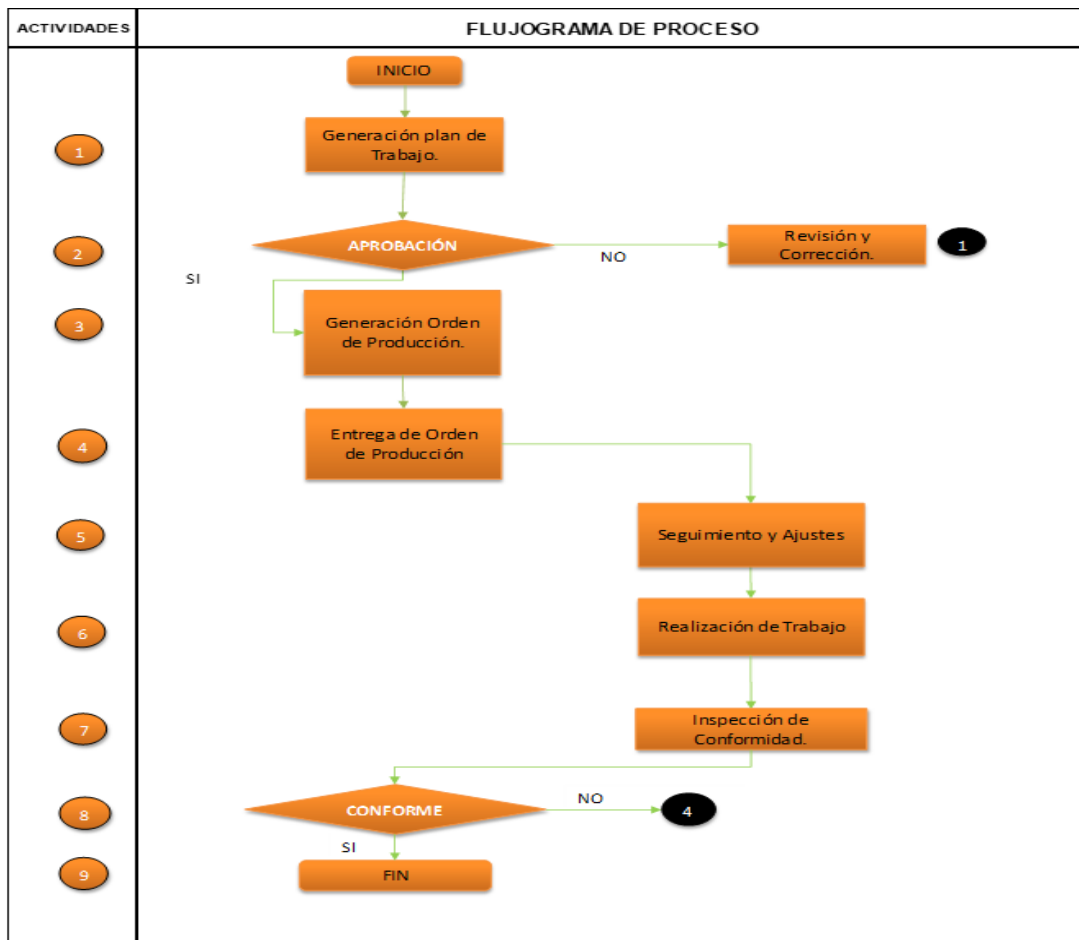 ACTIVIDADES
FLUJOGRAMA DE PROCESO
INICIO
1
Generación plan de
Trabajo.
2
APROBACIÓN
NO
Revisión y
Corrección.
1
SI
3
Generación Orden
de Producción.
4
Entrega de Orden
de Producción
5
Seguimiento y Ajustes
6
Realización de Trabajo
7
Inspección de
Conformidad.
8
CONFORME
NO
4
SI
9
FIN